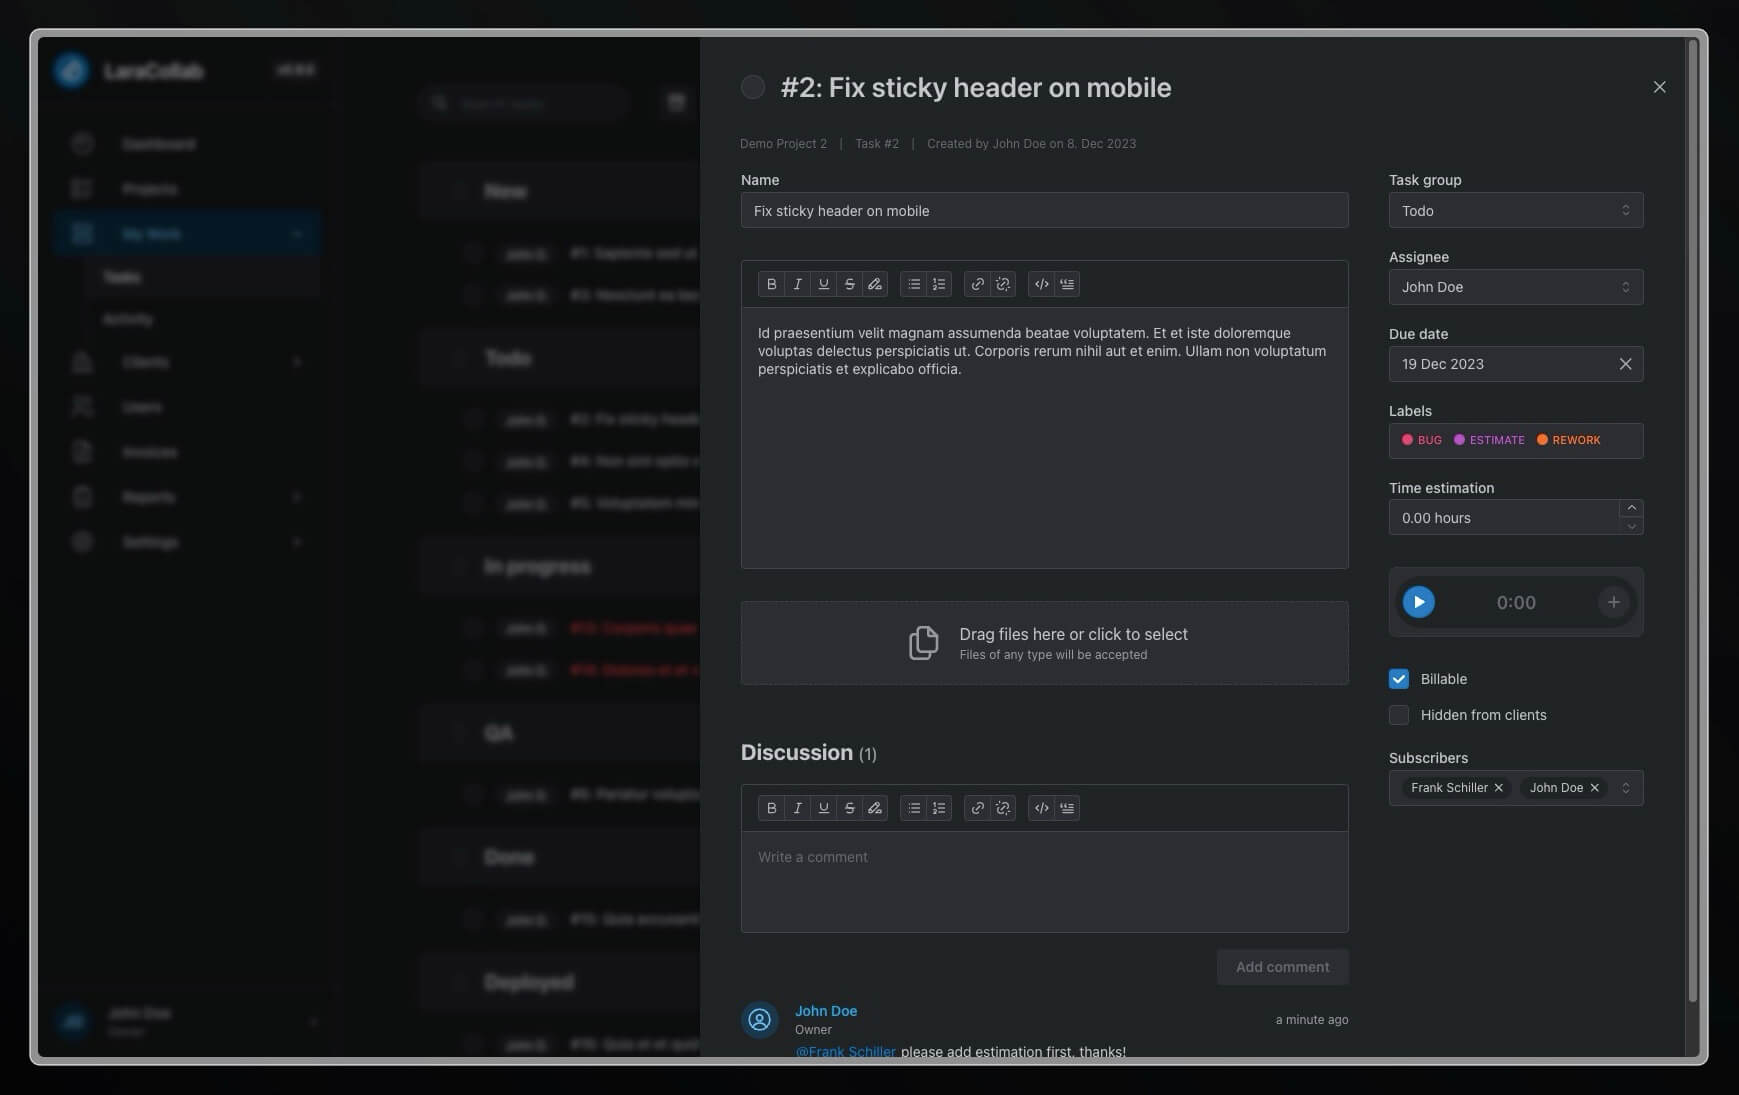 LaraCollab
Dashboard
Projects
My Work
Tasks
Activity
Clients
Users
Invoices
Reports
Settings
John Doe
Owner
Search tasks
New
Todo
In progress
QA
Done
Deployed
#2: Fix sticky header on mobile
Demo Project 2 | Task #2 | Created by John Doe on 8. Dec 2023
Name
Fix sticky header on mobile
Id praesentium velit magnam assumenda beatae voluptatem. Et et iste doloremque
voluptas delectus perspiciatis ut. Corporis rerum nihil aut et enim. Ullam non voluptatum
perspiciatis et explicabo officia.
Drag files here or click to select
Files of any type will be accepted
Discussion (1)
Write a comment
Add comment
John Doe
Owner
a minute ago
@Frank Schiller please add estimation first, thanks!
Task group
Todo
Assignee
John Doe
Due date
19 Dec 2023
Labels
BUG ESTIMATE REWORK
Time estimation
0.00 hours
0:00
Billable
Hidden from clients
Subscribers
Frank Schiller John Doe